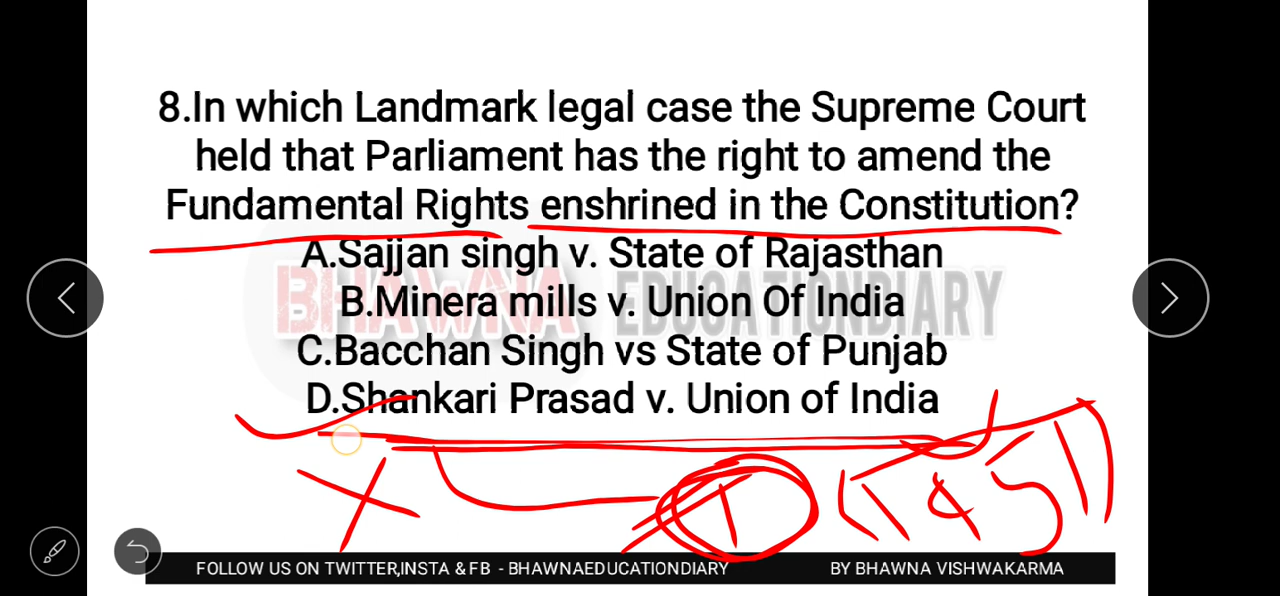 8.In which Landmark legal case the Supreme Court
held that Parliament has the right to amend the
Fundamental Rights enshrined in the Constitution?
A.Sajjan singh v. State of Rajasthan
BHAWNA EDUCATIONDIARY
B.Minera mills v. Union Of India
C.Bacchan Singh vs State of Punjab
D.Shankari Prasad v. Union of India
FOLLOW US ON TWITTER,INSTA & FB - BHAWNAEDUCATIONDIARY BY BHAWNA VISHWAKARMA